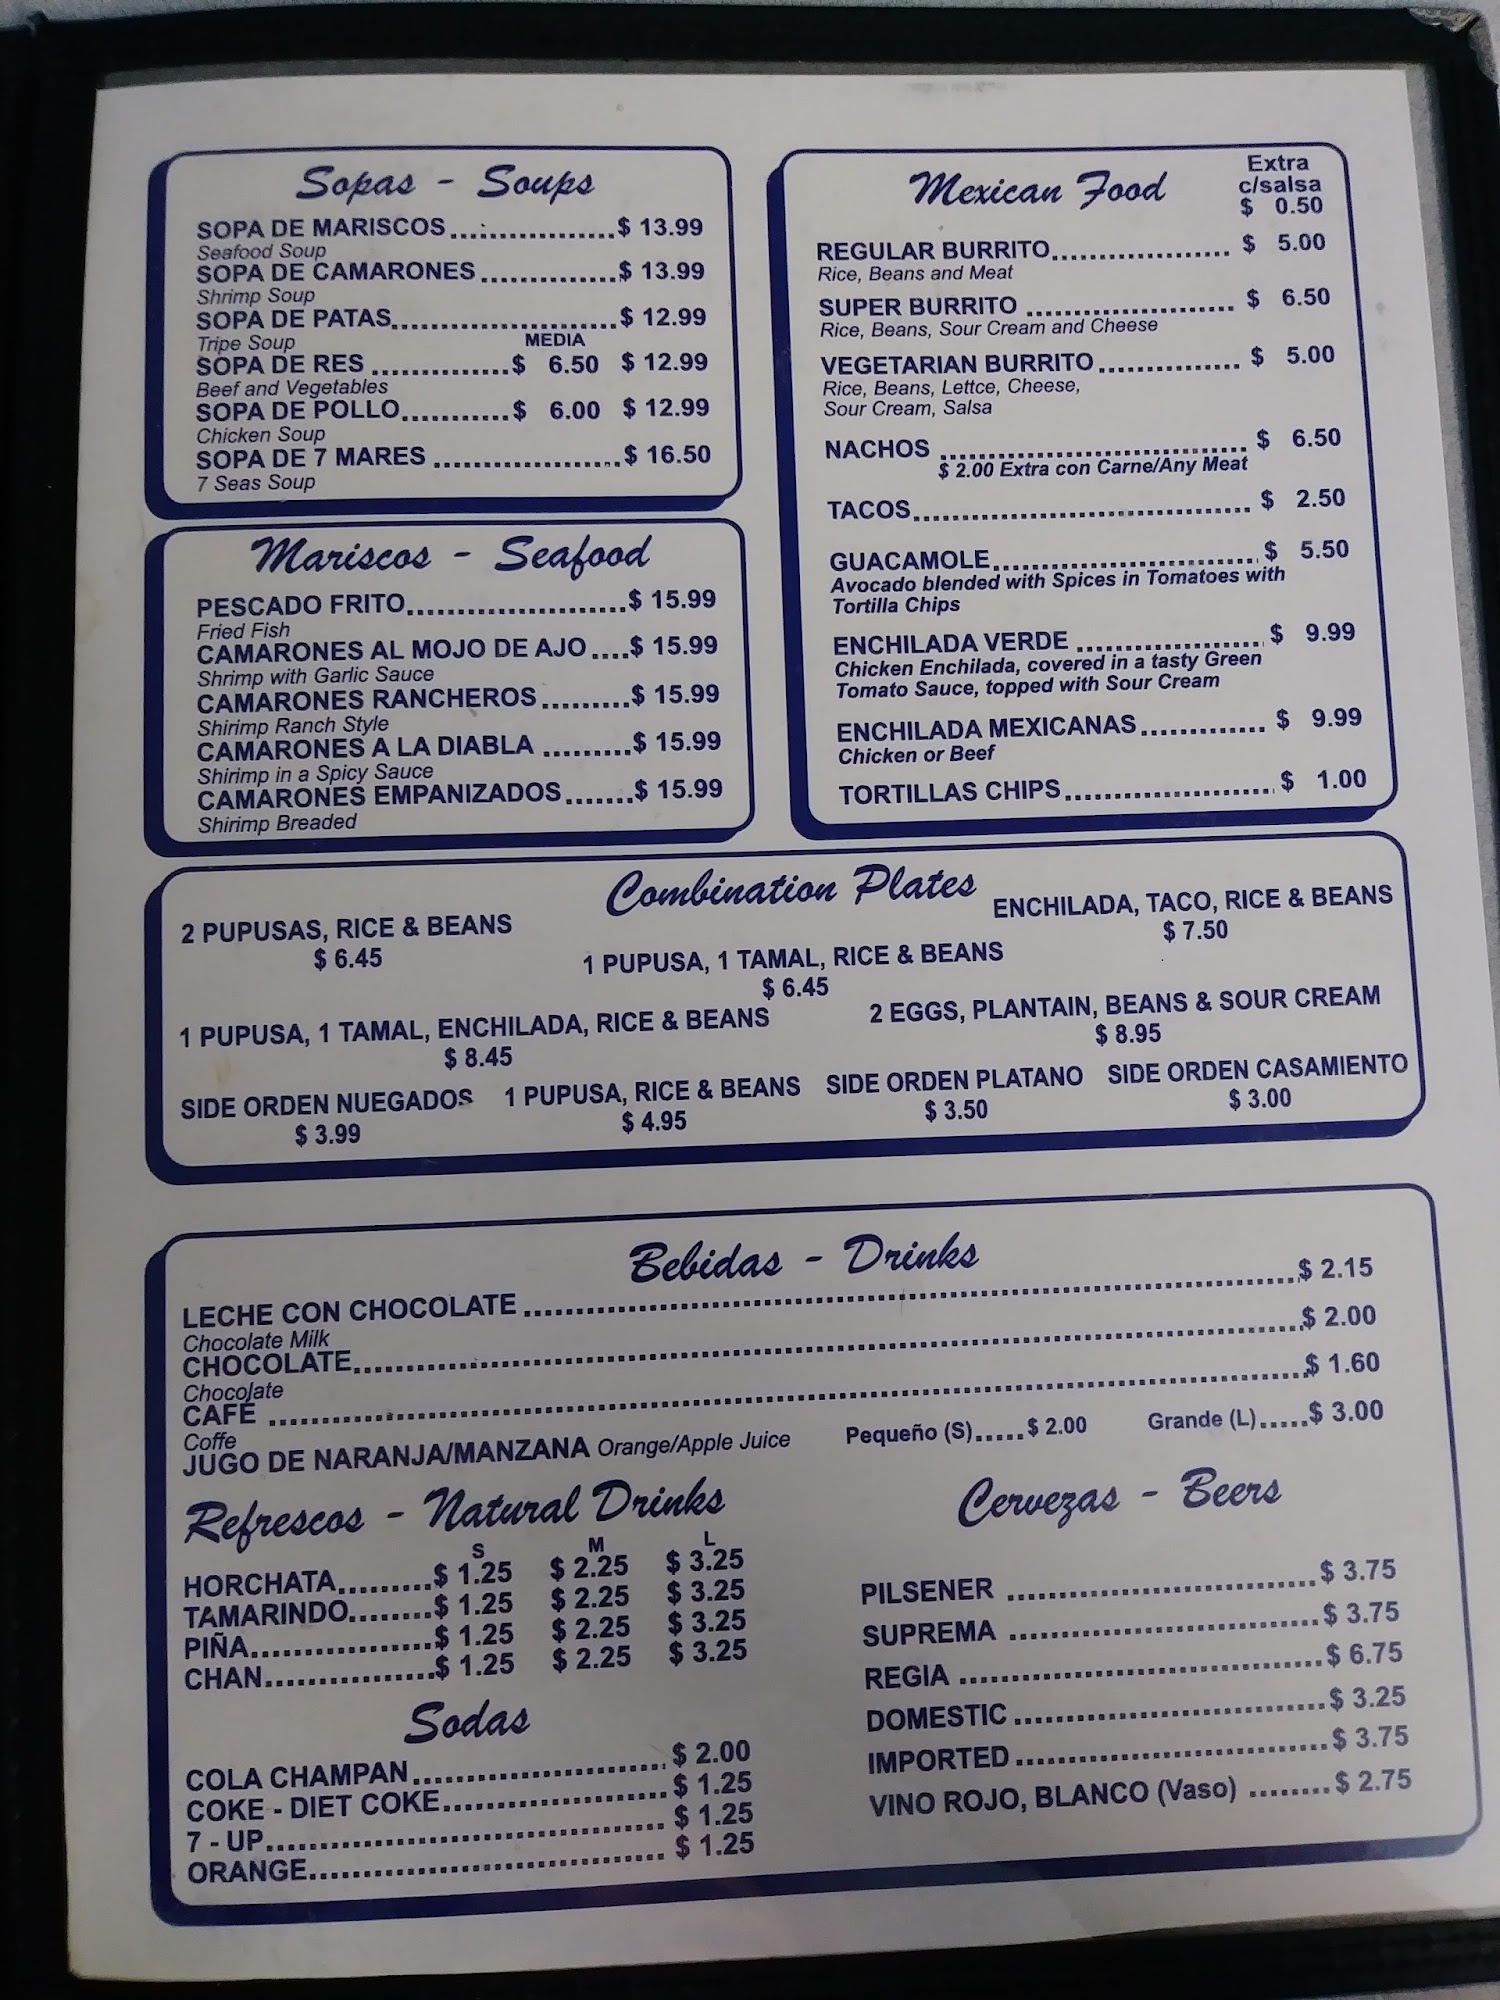 Sopas - Soups
SOPA DE MARISCOS.................$ 13.99
Seafood Soup
SOPA DE CAMARONES..............$ 13.99
Shrimp Soup
SOPA DE PATAS.......................$ 12.99
Tripe Soup
MEDIA
SOPA DE RES ..............$ 6.50 $ 12.99
Beef and Vegetables
SOPA DE POLLO...........$ 6.00 $ 12.99
Chicken Soup
SOPA DE 7 MARES ...................$ 16.50
7 Seas Soup
Mariscos - Seafood
PESCADO FRITO......................$ 15.99
Fried Fish
CAMARONES AL MOJO DE AJO ....$ 15.99
Shrimp with Garlic Sauce
CAMARONES RANCHEROS.........$ 15.99
Shirimp Ranch Style
CAMARONES A LA DIABLA .........$ 15.99
Shirimp in a Spicy Sauce
CAMARONES EMPANIZADOS.......$ 15.99
Shirimp Breaded
Mexican Food
Extra
c/salsa
$ 0.50
REGULAR BURRITO.................. $ 5.00
Rice, Beans and Meat
SUPER BURRITO ..................... $ 6.50
Rice, Beans, Sour Cream and Cheese
VEGETARIAN BURRITO.............. $ 5.00
Rice, Beans, Lettce, Cheese,
Sour Cream, Salsa
NACHOS ............................... $ 6.50
$ 2.00 Extra con Carne/Any Meat
TACOS.................................. $ 2.50
GUACAMOLE...........................$ 5.50
Avocado blended with Spices in Tomatoes with
Tortilla Chips
ENCHILADA VERDE ...................$ 9.99
Chicken Enchilada, covered in a tasty Green
Tomato Sauce, topped with Sour Cream
ENCHILADA MEXICANAS............. $ 9.99
Chicken or Beef
TORTILLAS CHIPS.....................$ 1.00
Combination Plates
2 PUPUSAS, RICE & BEANS
$ 6.45
1 PUPUSA, 1 TAMAL, RICE & BEANS
$ 6.45
ENCHILADA, TACO, RICE & BEANS
$ 7.50
1 PUPUSA, 1 TAMAL, ENCHILADA, RICE & BEANS
$ 8.45
2 EGGS, PLANTAIN, BEANS & SOUR CREAM
$ 8.95
SIDE ORDEN NUEGADOS
$ 3.99
1 PUPUSA, RICE & BEANS
$ 4.95
SIDE ORDEN PLATANO
$ 3.50
SIDE ORDEN CASAMIENTO
$ 3.00
Bebidas - Drinks
LECHE CON CHOCOLATE ..............................$ 2.15
Chocolate Milk
CHOCOLATE..............................$ 2.00
Chocolate
CAFÉ ..............................$ 1.60
Coffe
JUGO DE NARANJA/MANZANA Orange/Apple Juice Pequeño (S).....$ 2.00 Grande (L).....$ 3.00
Refrescos - Natural Drinks
S M L
HORCHATA.........$ 1.25 $ 2.25 $ 3.25
TAMARINDO........$ 1.25 $ 2.25 $ 3.25
PIÑA..................$ 1.25 $ 2.25 $ 3.25
CHAN.................$ 1.25 $ 2.25 $ 3.25
Sodas
COLA CHAMPAN......................... $ 2.00
COKE - DIET COKE...................... $ 1.25
7 - UP....................................... $ 1.25
ORANGE................................... $ 1.25
Cervezas - Beers
PILSENER ..............................$ 3.75
SUPREMA ..............................$ 3.75
REGIA ..................................$ 6.75
DOMESTIC ..............................$ 3.25
IMPORTED ..............................$ 3.75
VINO ROJO, BLANCO (Vaso) ........$ 2.75